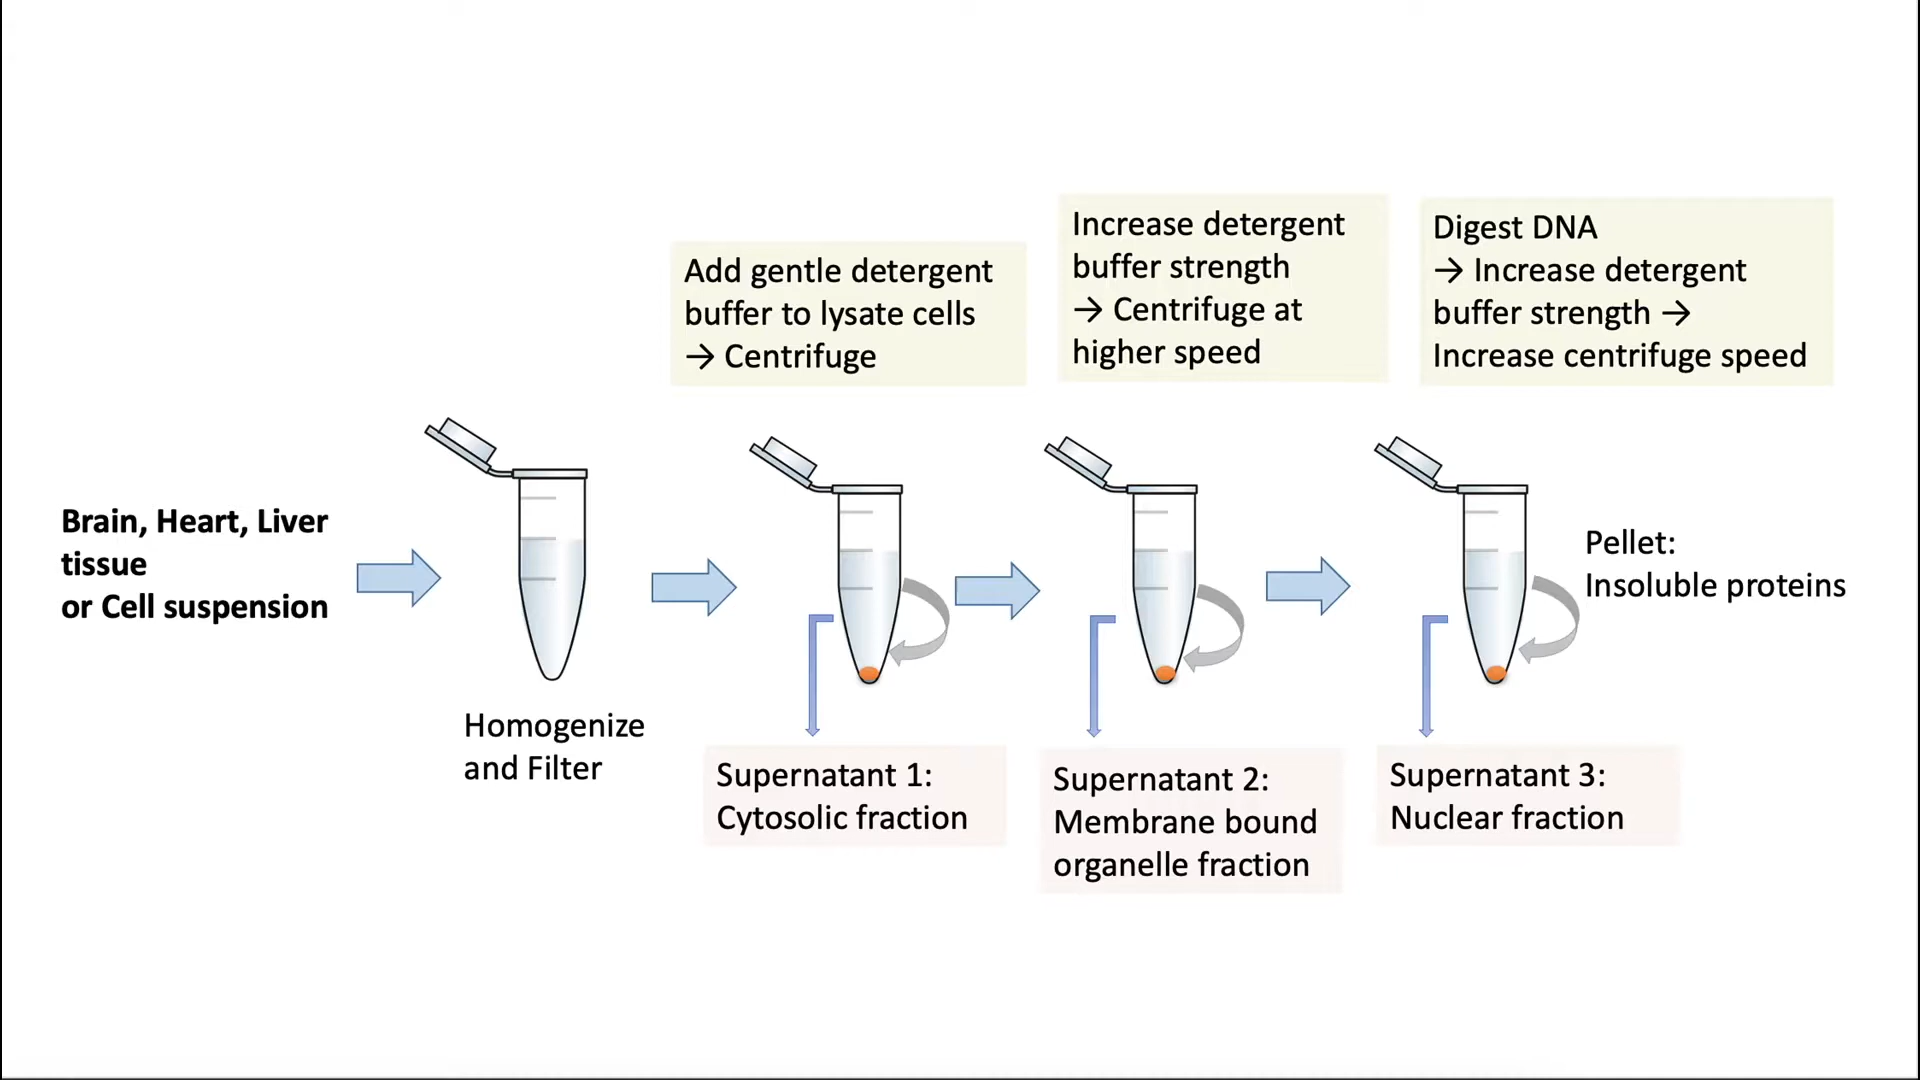 Brain, Heart, Liver
tissue
or Cell suspension
Homogenize
and Filter
Add gentle detergent
buffer to lysate cells
→ Centrifuge
Supernatant 1:
Cytosolic fraction
Increase detergent
buffer strength
→ Centrifuge at
higher speed
Supernatant 2:
Membrane bound
organelle fraction
Digest DNA
→ Increase detergent
buffer strength →
Increase centrifuge speed
Supernatant 3:
Nuclear fraction
Pellet:
Insoluble proteins